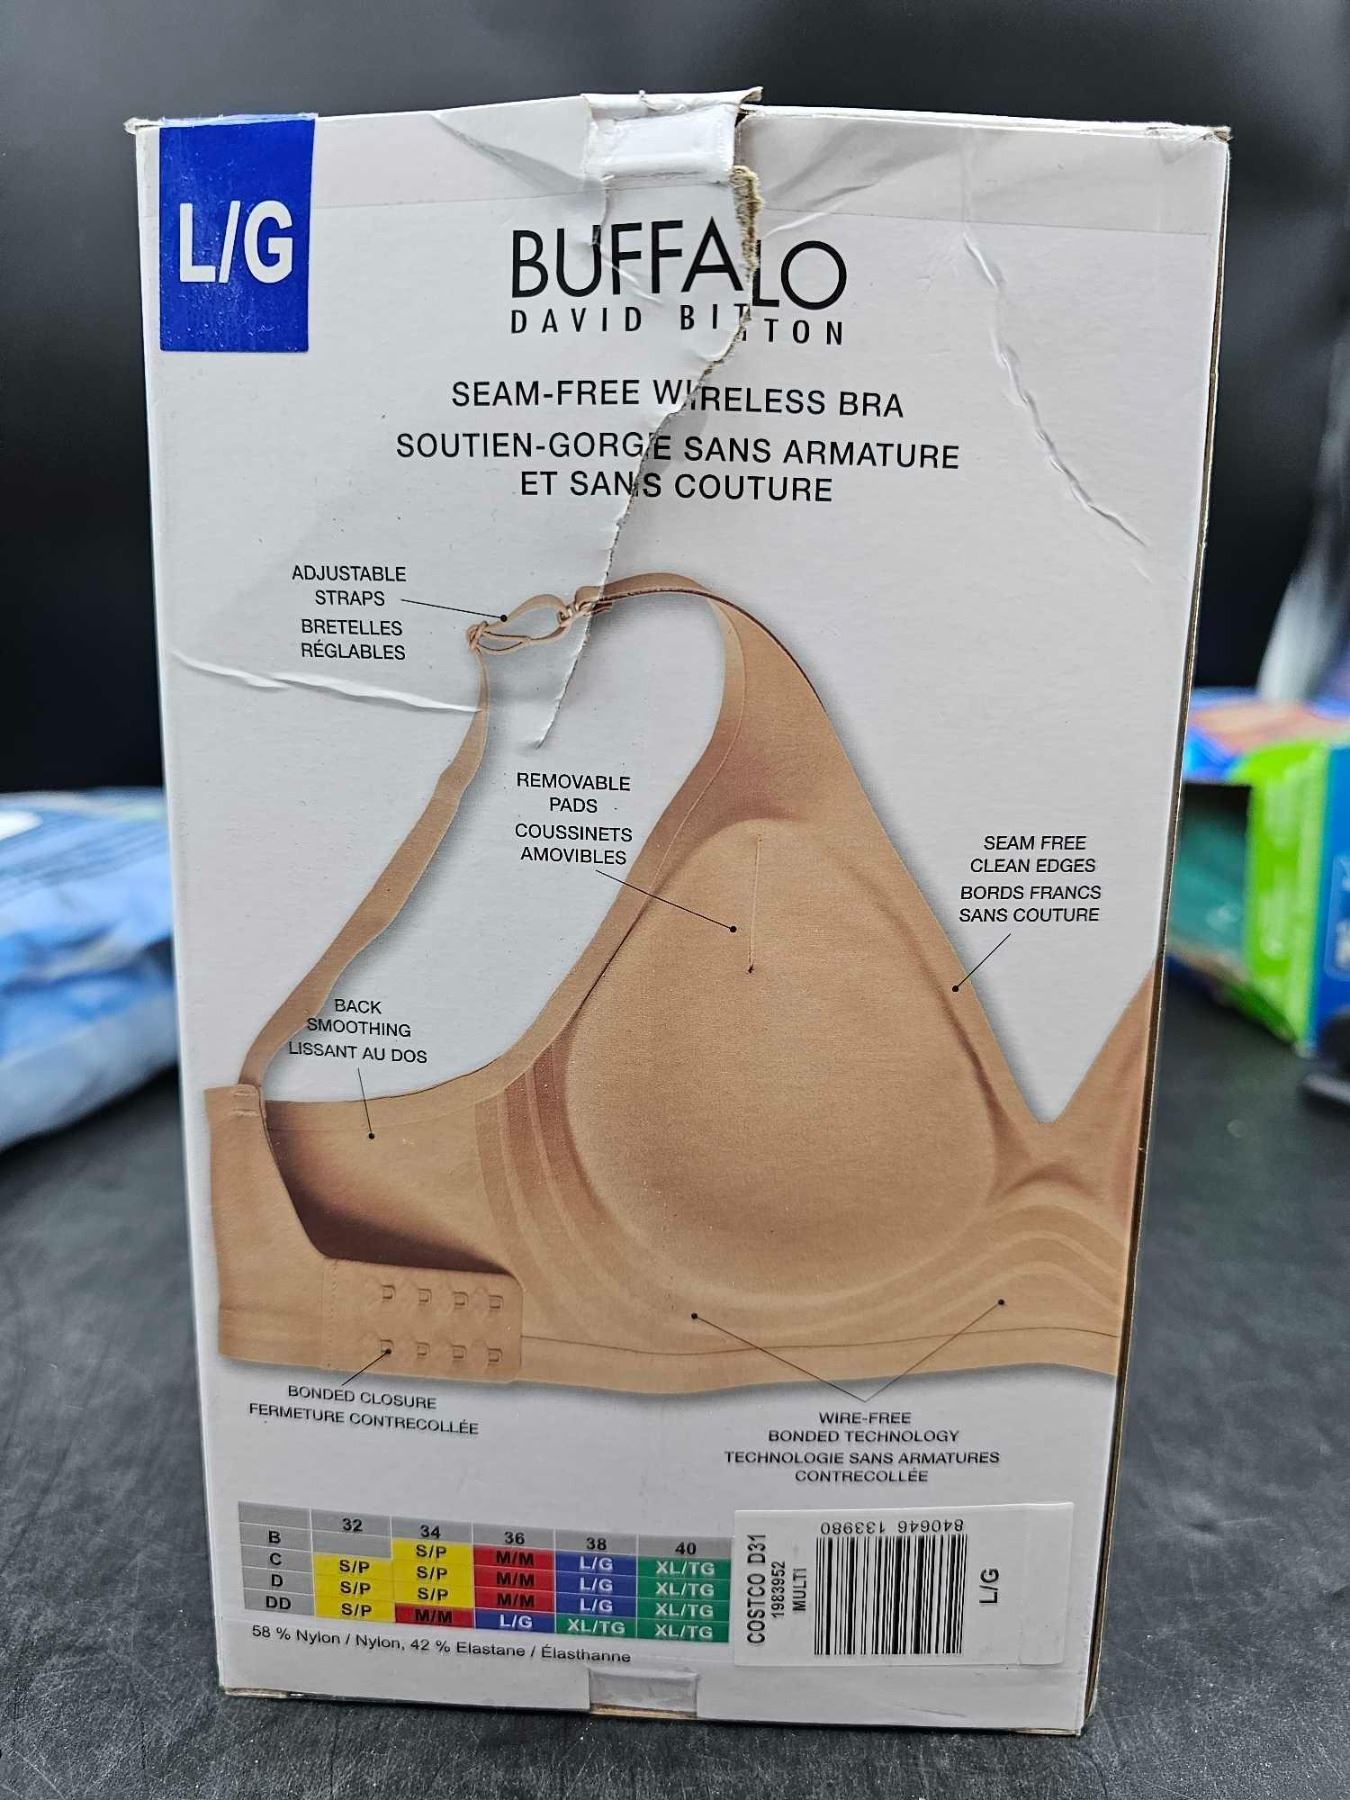 L/G
BUFFALO
DAVID BITTON
SEAM-FREE WIRELESS BRA
SOUTIEN-GORGE SANS ARMATURE
ET SANS COUTURE
ADJUSTABLE
STRAPS
BRETELLES
RÉGLABLES
REMOVABLE
PADS
COUSSINETS
AMOVIBLES
SEAM FREE
CLEAN EDGES
BORDS FRANCS
SANS COUTURE
BACK
SMOOTHING
LISSANT AU DOS
BONDED CLOSURE
FERMETURE CONTRECOLLÉE
WIRE-FREE
BONDED TECHNOLOGY
TECHNOLOGIE SANS ARMATURES
CONTRECOLLÉE
32 34 36 38 40
B S/P M/M L/G XL/TG
C S/P S/P M/M L/G XL/TG
D S/P S/P M/M L/G XL/TG
DD S/P M/M L/G XL/TG XL/TG
58 % Nylon / Nylon, 42 % Elastane / Élasthanne
COSTCO D31
1983952
MULTI
840646 133980
L/G